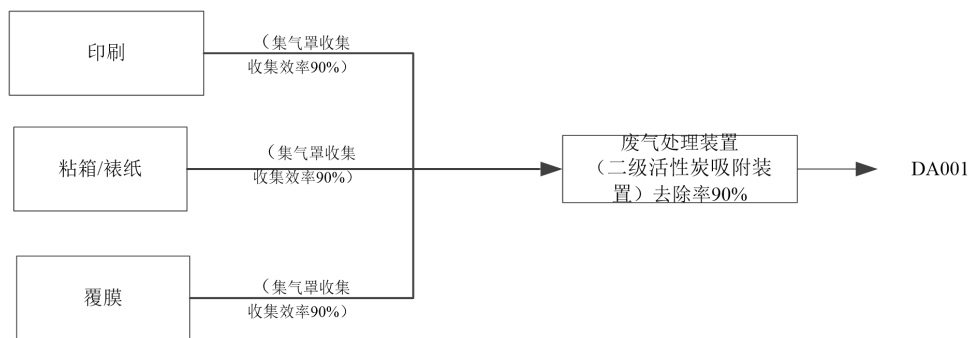 印刷
（集气罩收集
收集效率90%）
粘箱/裱纸
（集气罩收集
收集效率90%）
覆膜
（集气罩收集
收集效率90%）
废气处理装置
（二级活性炭吸附装
置）去除率90%
DA001